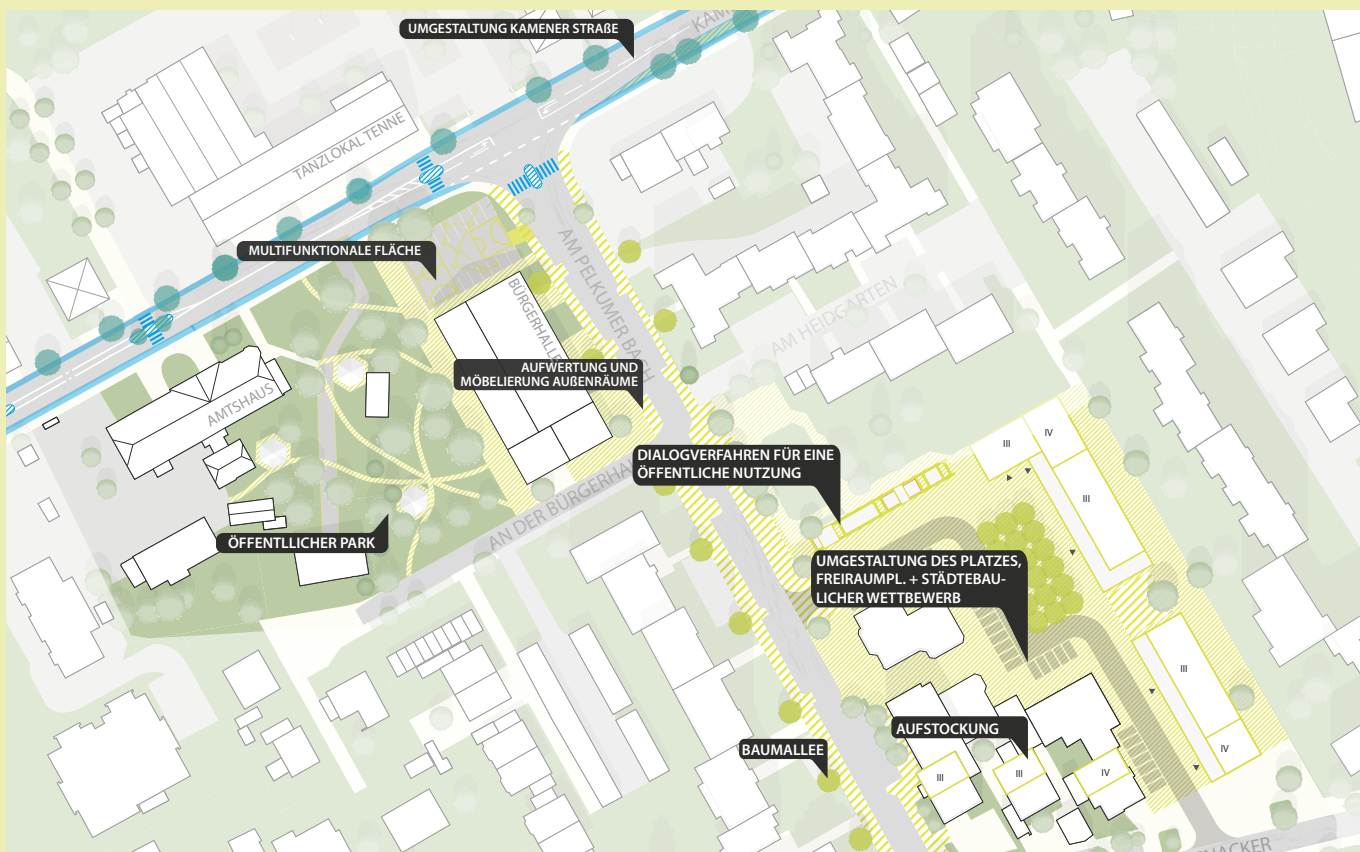 UMGESTALTUNG KAMENER STRAßE
TANZLOKAL TENNE
MULTIFUNKTIONALE FLÄCHE
AM PELKUMER BACH
BÜRGERHALLE
AM HEIDGARTEN
AUFWERTUNG UND
MÖBELIERUNG AUßENRÄUME
AMTSHAUS
DIALOGVERFAHREN FÜR EINE
ÖFFENTLICHE NUTZUNG
III
IV
III
AN DER BÜRGERHA
ÖFFENTLLICHER PARK
UMGESTALTUNG DES PLATZES,
FREIRAUMPL. + STÄDTEBAU-
LICHER WETTBEWERB
III
AUFSTOCKUNG
BAUMALLEE
IV
III
III
IV
ACKER